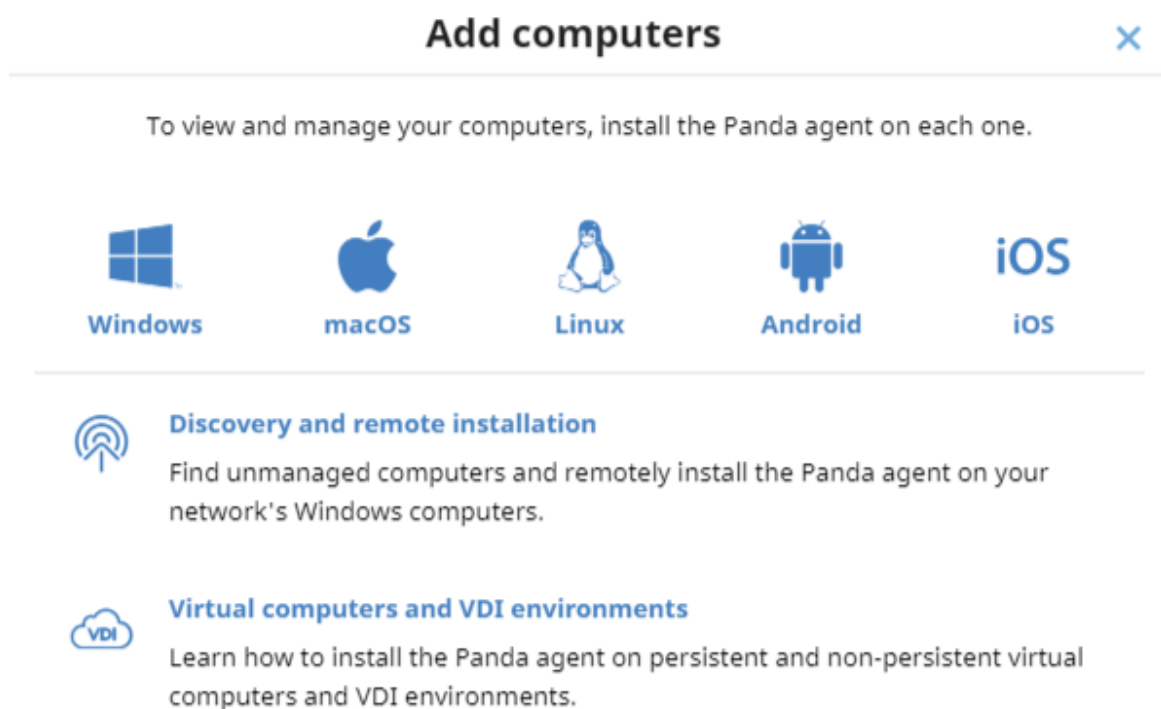 Add computers
To view and manage your computers, install the Panda agent on each one.
iOS
Windows
macOS
Linux
Android
iOS
Discovery and remote installation
Find unmanaged computers and remotely install the Panda agent on your
network's Windows computers.
VDI
Virtual computers and VDI environments
Learn how to install the Panda agent on persistent and non-persistent virtual
computers and VDI environments.